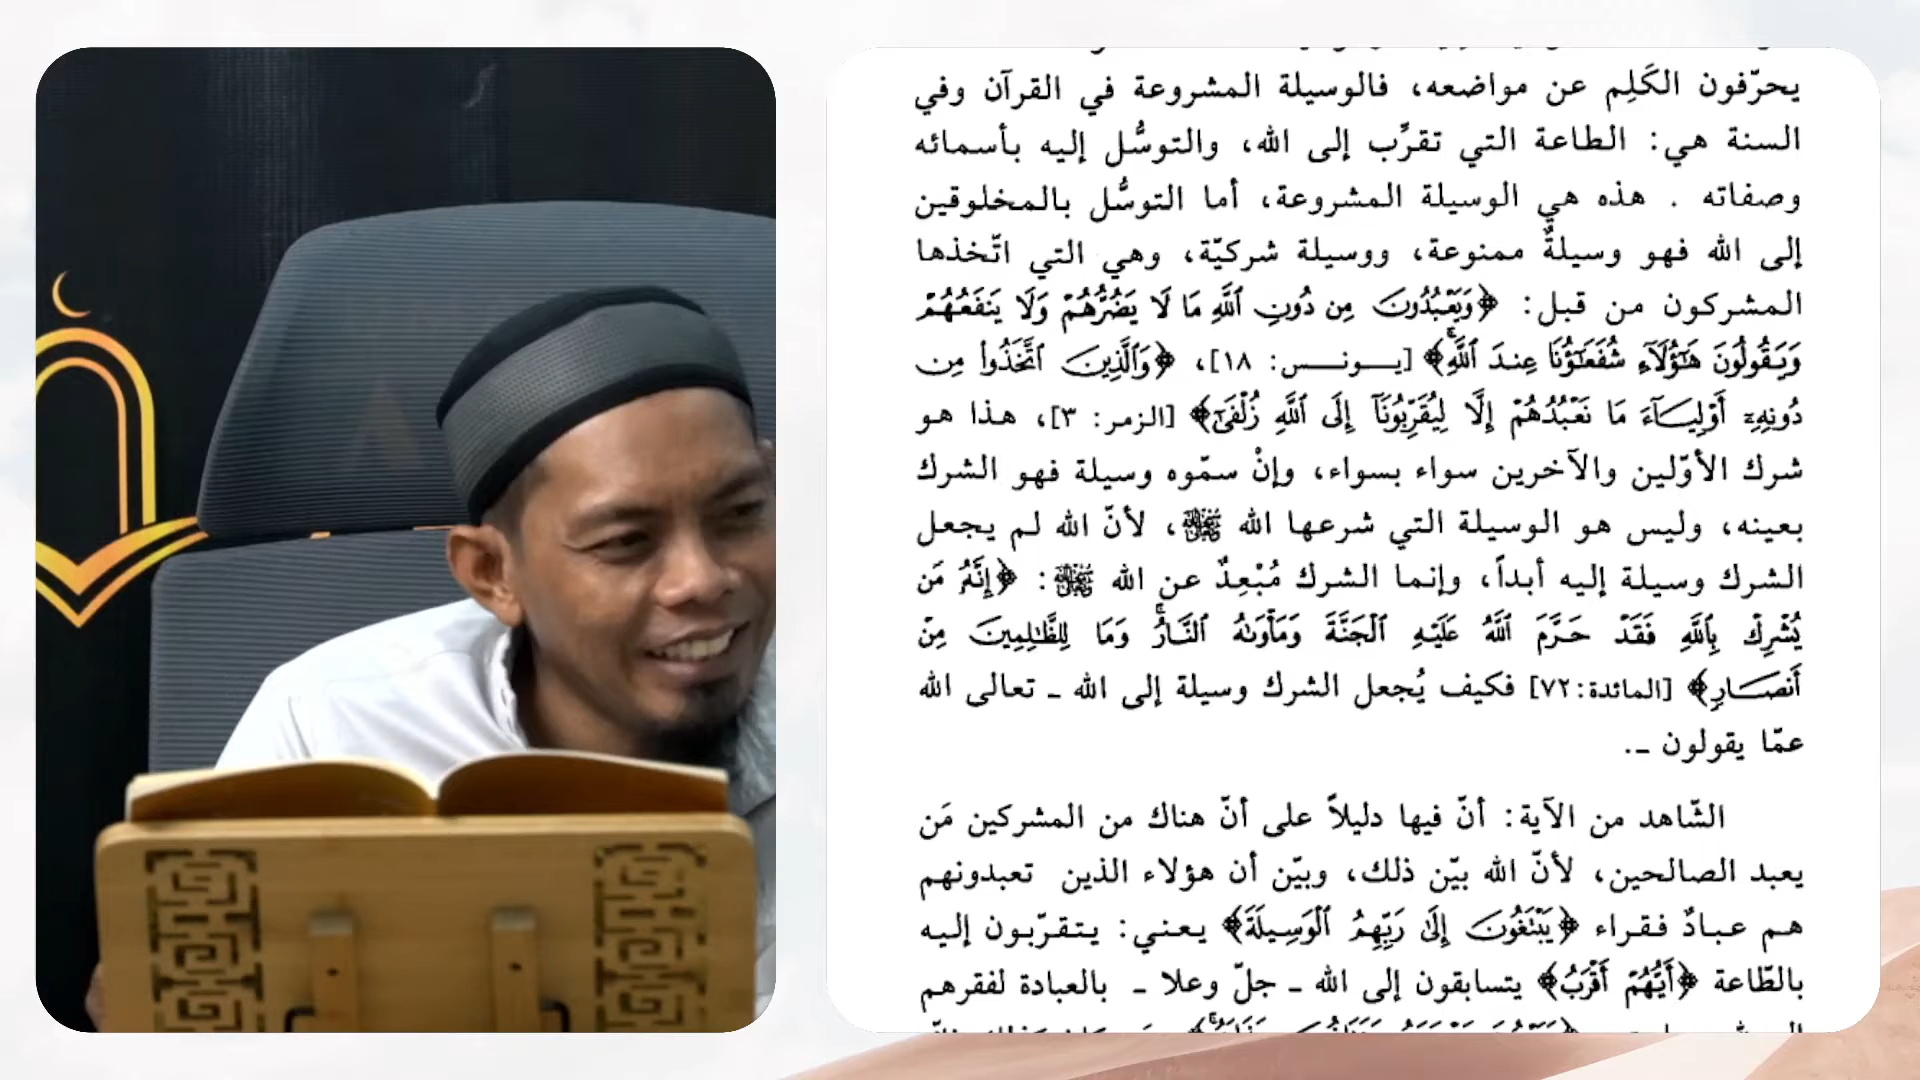 يحرّفون الكَلِم عن مواضعه، فالوسيلة المشروعة في القرآن وفي
السنة هي: الطاعة التي تقرِّب إلى الله، والتوسُّل إليه بأسمائه
وصفاته . هذه هي الوسيلة المشروعة، أما التوسُّل بالمخلوقين
إلى الله فهو وسيلةٌ ممنوعة، ووسيلة شركيّة، وهي التي اتّخذها
المشركون من قبل: ﴿وَيَعْبُدُونَ مِن دُونِ ٱللَّهِ مَا لَا يَضُرُّهُمْ وَلَا يَنفَعُهُمْ
وَيَقُولُونَ هَٰٓؤُلَآءِ شُفَعَٰٓؤُنَا عِندَ ٱللَّهِۚ﴾ [يونس: ١٨]، ﴿وَٱلَّذِينَ ٱتَّخَذُوا۟ مِن
دُونِهِۦٓ أَوْلِيَآءَ مَا نَعْبُدُهُمْ إِلَّا لِيُقَرِّبُونَآ إِلَى ٱللَّهِ زُلْفَىٰٓ﴾ [الزمر: ٣]، هذا هو
شرك الأوّلين والآخرين سواء بسواء، وإنْ سمّوه وسيلة فهو الشرك
بعينه، وليس هو الوسيلة التي شرعها الله ﷻ، لأنّ الله لم يجعل
الشرك وسيلة إليه أبداً، وإنما الشرك مُبْعِدٌ عن الله ﷻ: ﴿إِنَّهُۥ مَن
يُشْرِكْ بِٱللَّهِ فَقَدْ حَرَّمَ ٱللَّهُ عَلَيْهِ ٱلْجَنَّةَ وَمَأْوَىٰهُ ٱلنَّارُۖ وَمَا لِلظَّٰلِمِينَ مِنْ
أَنصَارٍ﴾ [المائدة: ٧٢] فكيف يُجعل الشرك وسيلة إلى الله ـ تعالى الله
عمّا يقولون ـ.
الشّاهد من الآية: أنّ فيها دليلاً على أنّ هناك من المشركين مَن
يعبد الصالحين، لأنّ الله بيّن ذلك، وبيّن أن هؤلاء الذين تعبدونهم
هم عبادٌ فقراء ﴿يَبْتَغُونَ إِلَىٰ رَبِّهِمُ ٱلْوَسِيلَةَ﴾ يعني: يتقرّبون إليه
بالطّاعة ﴿أَيُّهُمْ أَقْرَبُ﴾ يتسابقون إلى الله ـ جلّ وعلا ـ بالعبادة لفقرهم